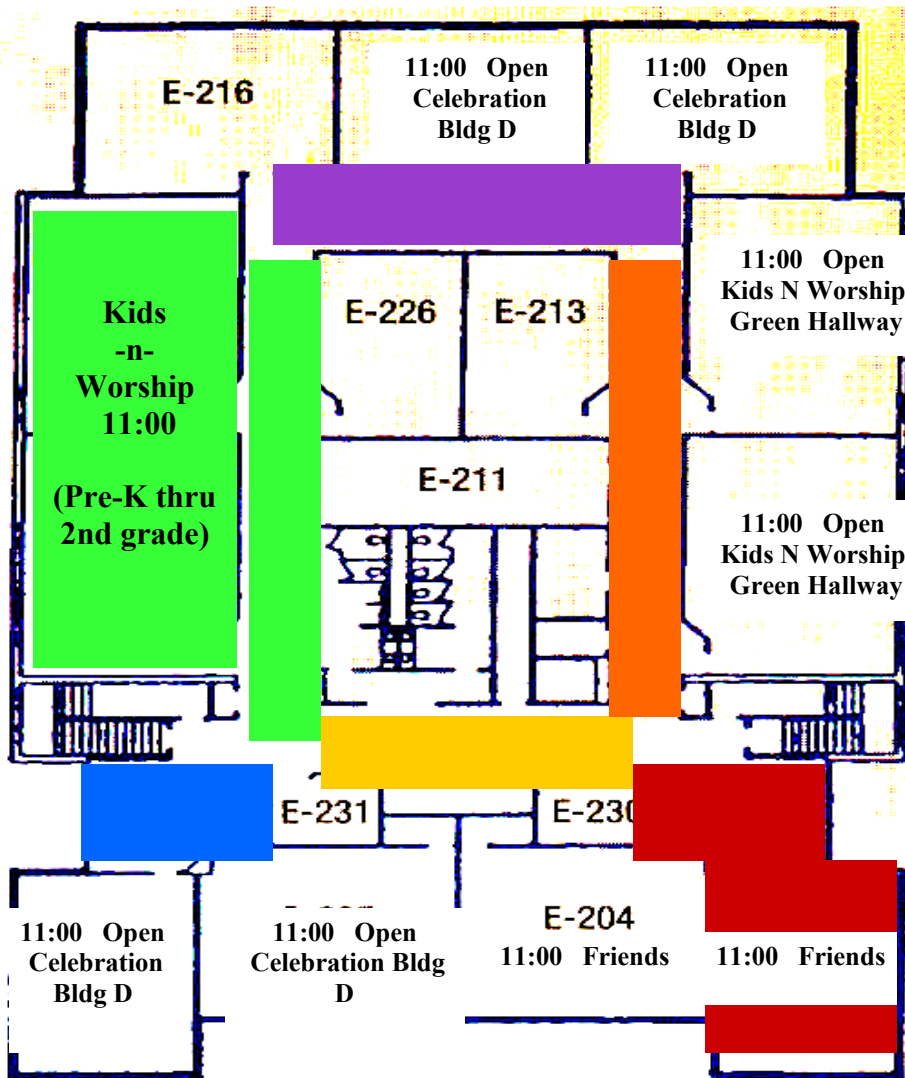 E-216
11:00 Open
Celebration
Bldg D
11:00 Open
Celebration
Bldg D
Kids
-n-
Worship
11:00
(Pre-K thru
2nd grade)
E-226
E-213
11:00 Open
Kids N Worship
Green Hallway
E-211
11:00 Open
Kids N Worship
Green Hallway
E-231
E-230
11:00 Open
Celebration
Bldg D
11:00 Open
Celebration Bldg
D
E-204
11:00 Friends
11:00 Friends